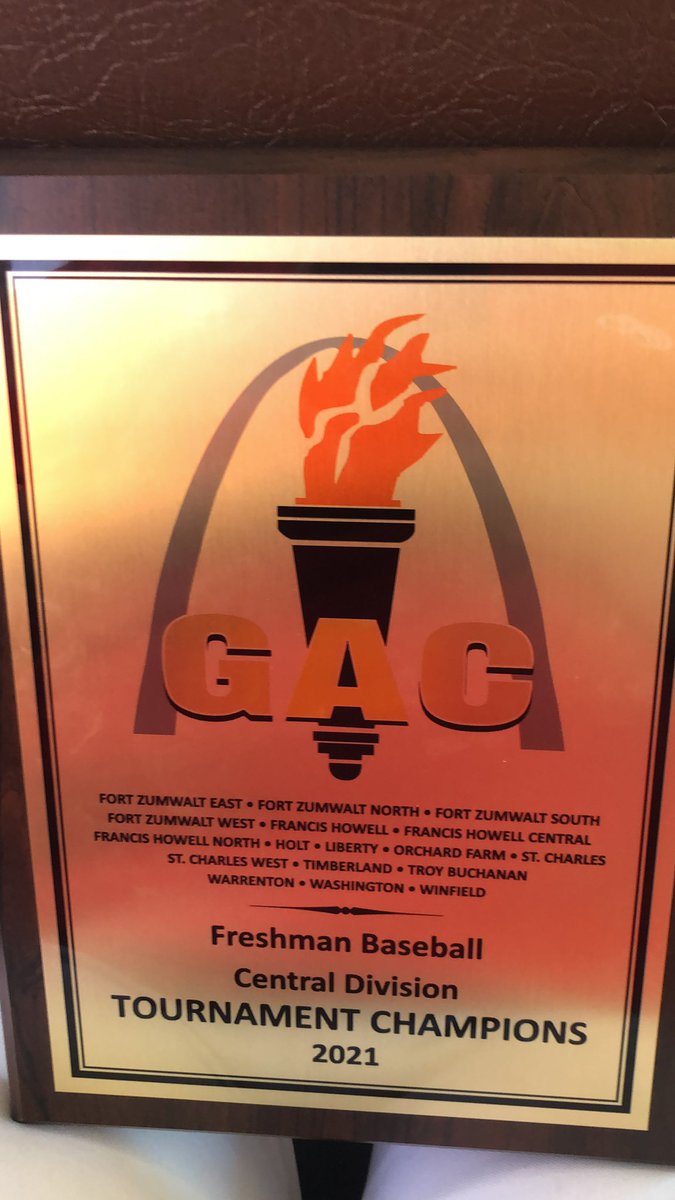 GAC
FORT ZUMWALT EAST • FORT ZUMWALT NORTH • FORT ZUMWALT SOUTH
FORT ZUMWALT WEST • FRANCIS HOWELL • FRANCIS HOWELL CENTRAL
FRANCIS HOWELL NORTH • HOLT • LIBERTY • ORCHARD FARM • ST. CHARLES
ST. CHARLES WEST • TIMBERLAND • TROY BUCHANAN
WARRENTON • WASHINGTON • WINFIELD
Freshman Baseball
Central Division
TOURNAMENT CHAMPIONS
2021